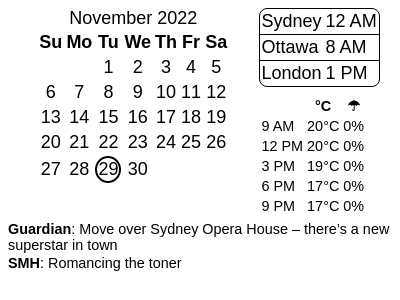 November 2022
Su Mo Tu We Th Fr Sa
1 2 3 4 5
6 7 8 9 10 11 12
13 14 15 16 17 18 19
20 21 22 23 24 25 26
27 28 29 30
Sydney 12 AM
Ottawa 8 AM
London 1 PM
°C ☂
9 AM 20°C 0%
12 PM 20°C 0%
3 PM 19°C 0%
6 PM 17°C 0%
9 PM 17°C 0%
Guardian: Move over Sydney Opera House – there’s a new
superstar in town
SMH: Romancing the toner